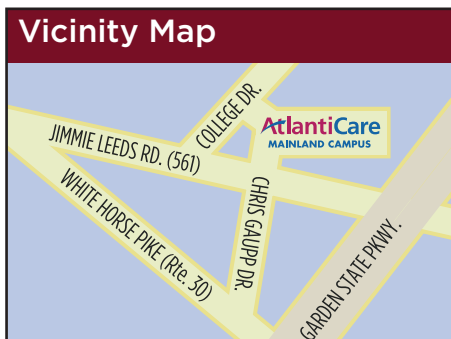 Vicinity Map
COLLEGE DR.
AtlantiCare
MAINLAND CAMPUS
JIMMIE LEEDS RD. (561)
WHITE HORSE PIKE (Rte. 30)
CHRIS GAUPP DR.
GARDEN STATE PKWY.